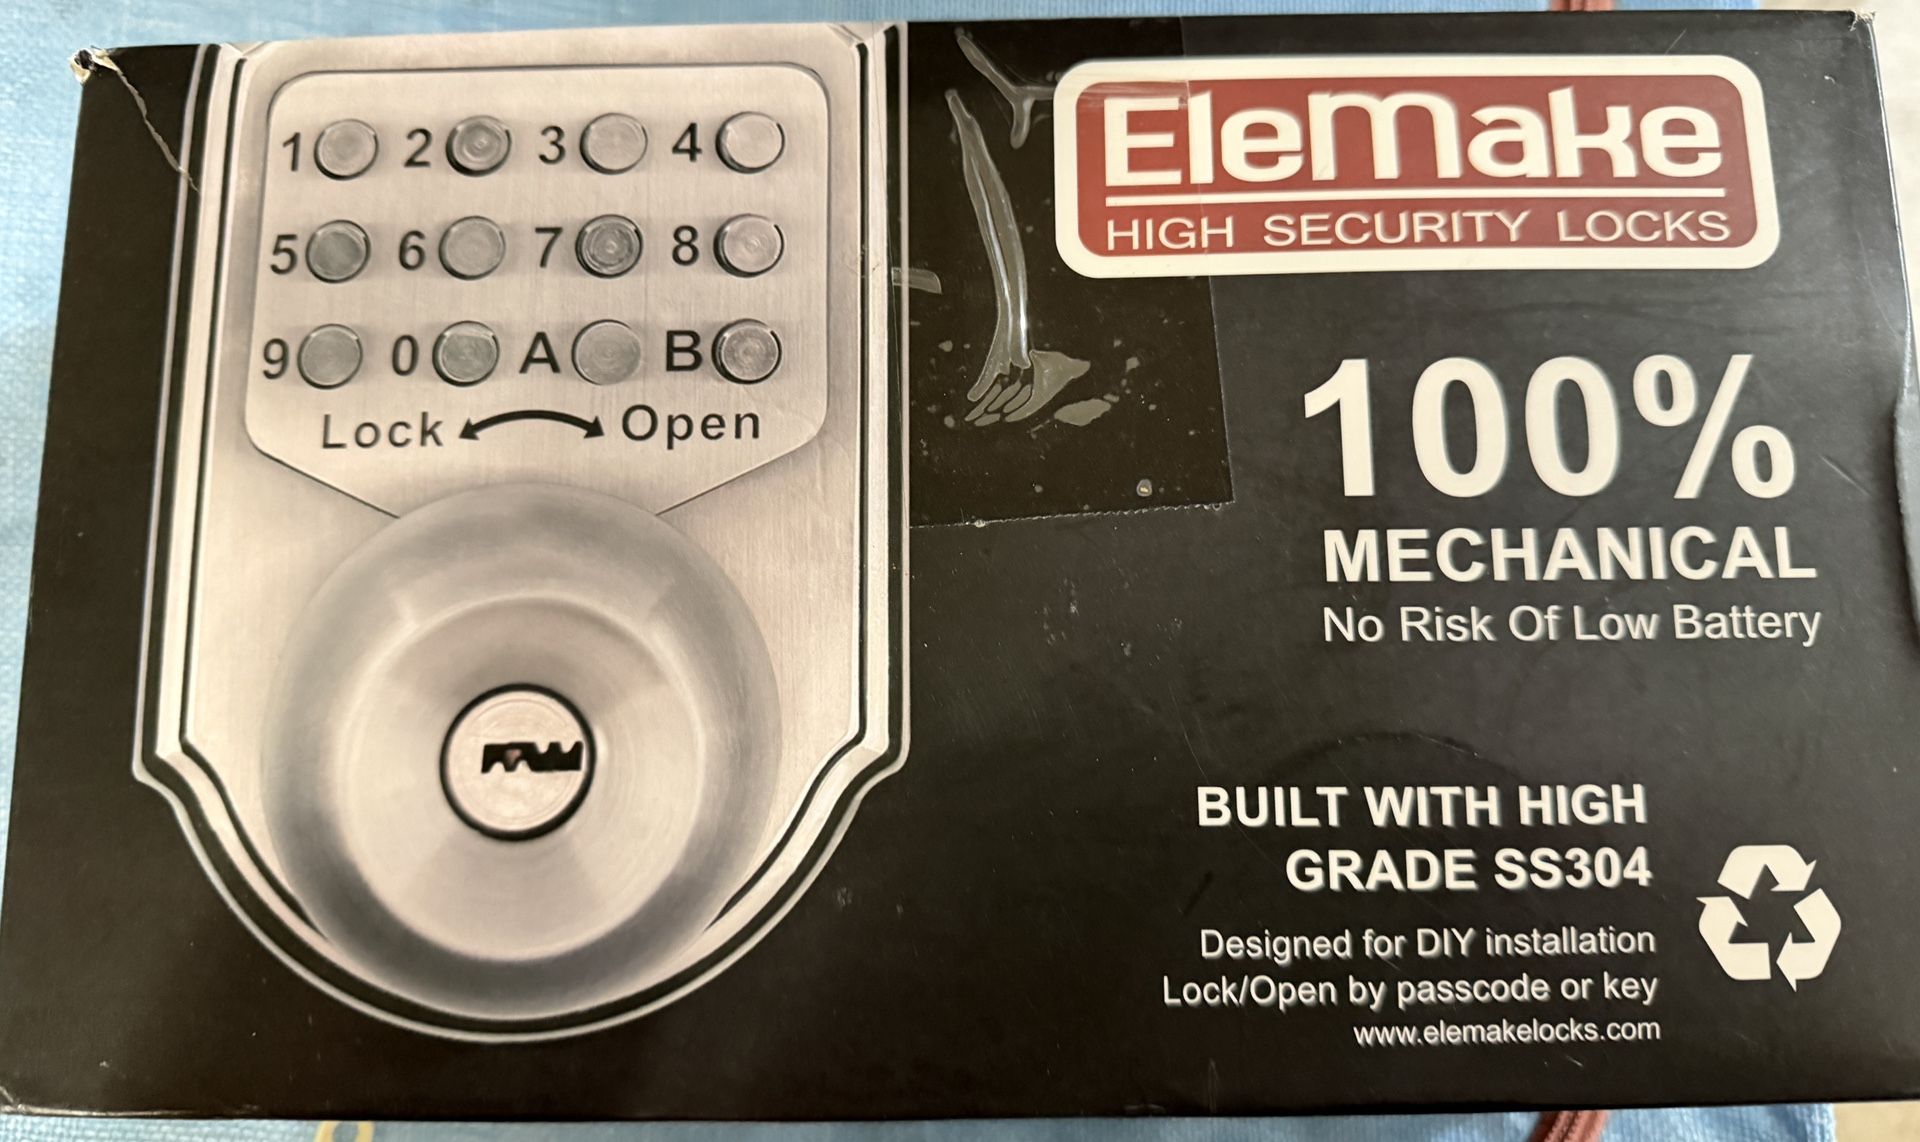 1 2 3 4
5 6 7 8
9 0 A B
Lock Open
EleMake
HIGH SECURITY LOCKS
100%
MECHANICAL
No Risk Of Low Battery
BUILT WITH HIGH
GRADE SS304
Designed for DIY installation
Lock/Open by passcode or key
www.elemakelocks.com